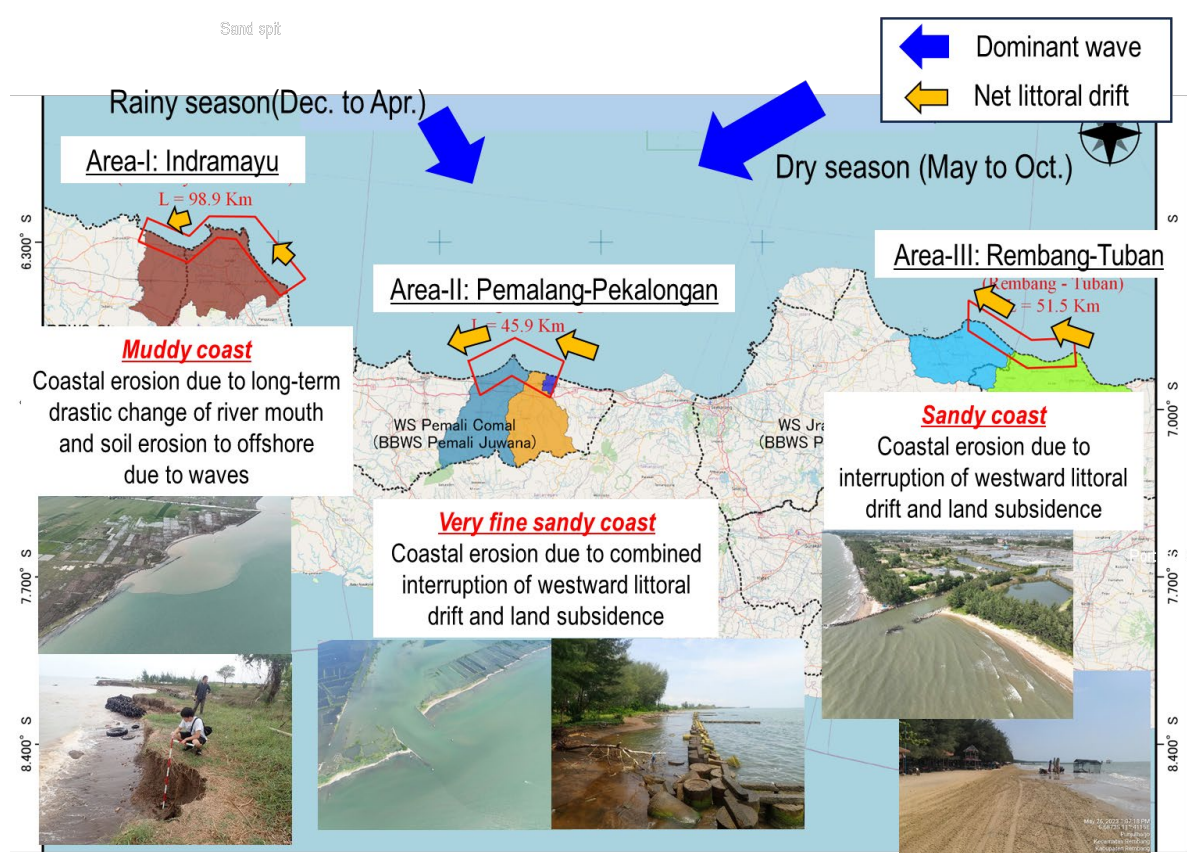 Sand spit
Dominant wave
Net littoral drift
Rainy season(Dec. to Apr.)
Dry season (May to Oct.)
Area-I: Indramayu
L = 98.9 Km
Area-II: Pemalang-Pekalongan
L = 45.9 Km
Area-III: Rembang-Tuban
(Rembang - Tuban)
= 51.5 Km
6.300° S
7.700° S
8.400° S
S
7.000° S
7.700° S
8.400° S
Muddy coast
Coastal erosion due to long-term
drastic change of river mouth
and soil erosion to offshore
due to waves
WS Pemali Comal
(BBWS Pemali Juwana)
WS Jra
(BBWS P
Very fine sandy coast
Coastal erosion due to combined
interruption of westward littoral
drift and land subsidence
Sandy coast
Coastal erosion due to
interruption of westward littoral
drift and land subsidence
Kecamatan Rembang
Kabupaten Rembang